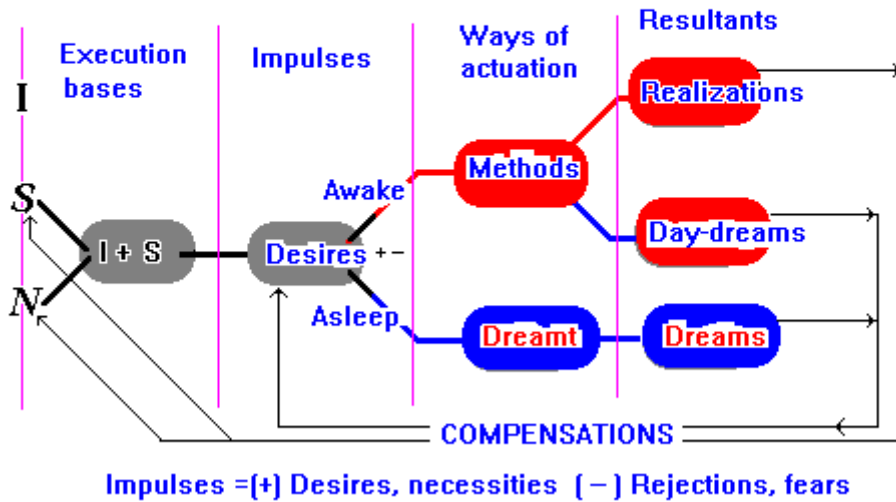 Execution
bases
Impulses
Ways of
actuation
Resultants
I
S
N
I + S
Desires + -
Awake
Asleep
Methods
Dreamt
Realizations
Day-dreams
Dreams
COMPENSATIONS
Impulses =(+) Desires, necessities ( - ) Rejections, fears